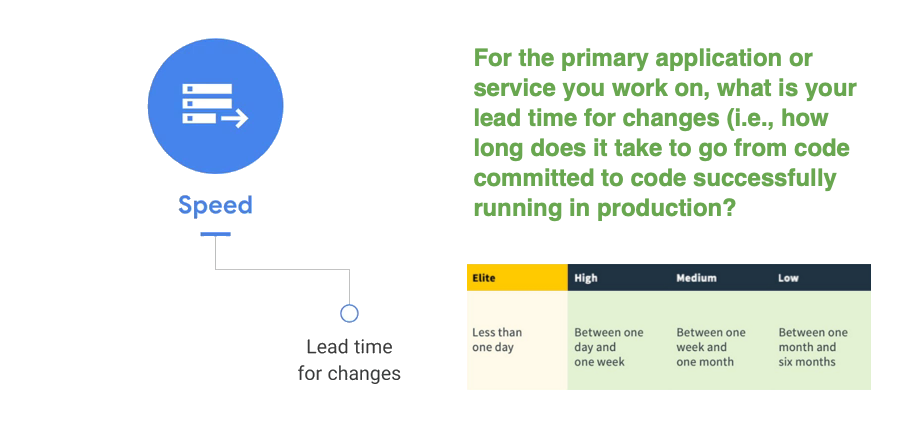 Speed
Lead time
for changes
For the primary application or
service you work on, what is your
lead time for changes (i.e., how
long does it take to go from code
committed to code successfully
running in production?
Elite High Medium Low
Less than Between one Between one Between one
one day day and week and month and
one week one month six months